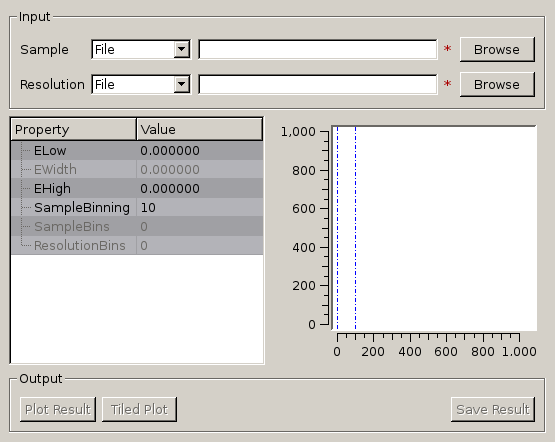 Input
Sample File * Browse
Resolution File * Browse
Property Value
ELow 0.000000
EWidth 0.000000
EHigh 0.000000
SampleBinning 10
SampleBins 0
ResolutionBins 0
1,000
800
600
400
200
0
0 200 400 600 800 1.000
Output
Plot Result Tiled Plot Save Result